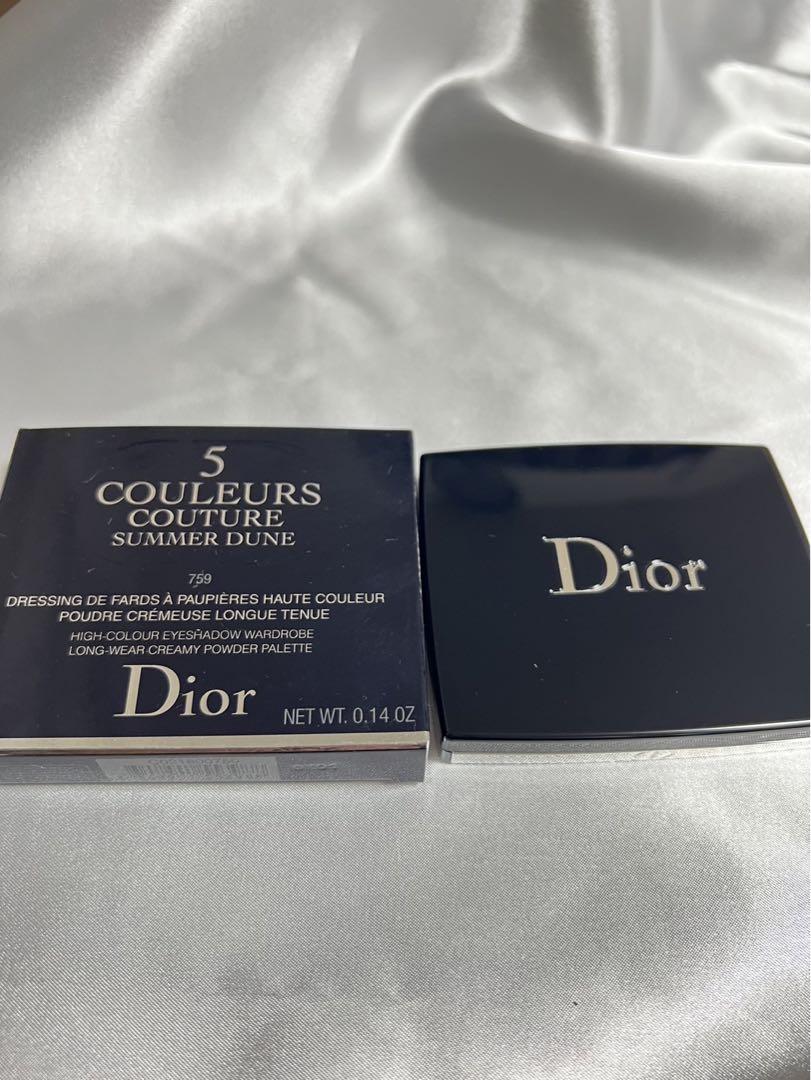 5
COULEURS
COUTURE
SUMMER DUNE
759
DRESSING DE FARDS À PAUPIÈRES HAUTE COULEUR
POUDRE CRÉMEUSE LONGUE TENUE
HIGH-COLOUR EYESHADOW WARDROBE
LONG-WEAR CREAMY POWDER PALETTE
Dior
NET WT. 0.14 OZ
Dior